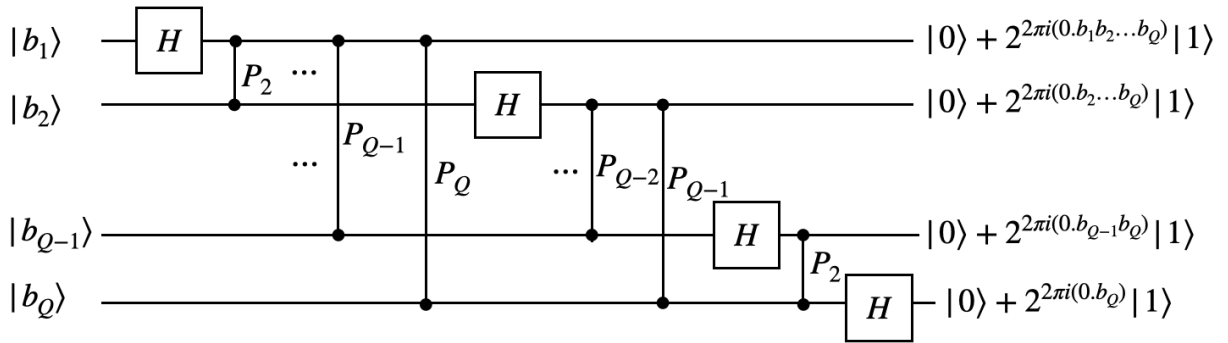 |b₁⟩ H P₂ ... |0⟩ + 2^{2πi(0.b₁b₂…b_Q)}|1⟩
|b₂⟩ H |0⟩ + 2^{2πi(0.b₂…b_Q)}|1⟩
... P_{Q−1} P_Q ... P_{Q−2} P_{Q−1}
|b_{Q−1}⟩ H P₂ |0⟩ + 2^{2πi(0.b_{Q−1}b_Q)}|1⟩
|b_Q⟩ H |0⟩ + 2^{2πi(0.b_Q)}|1⟩